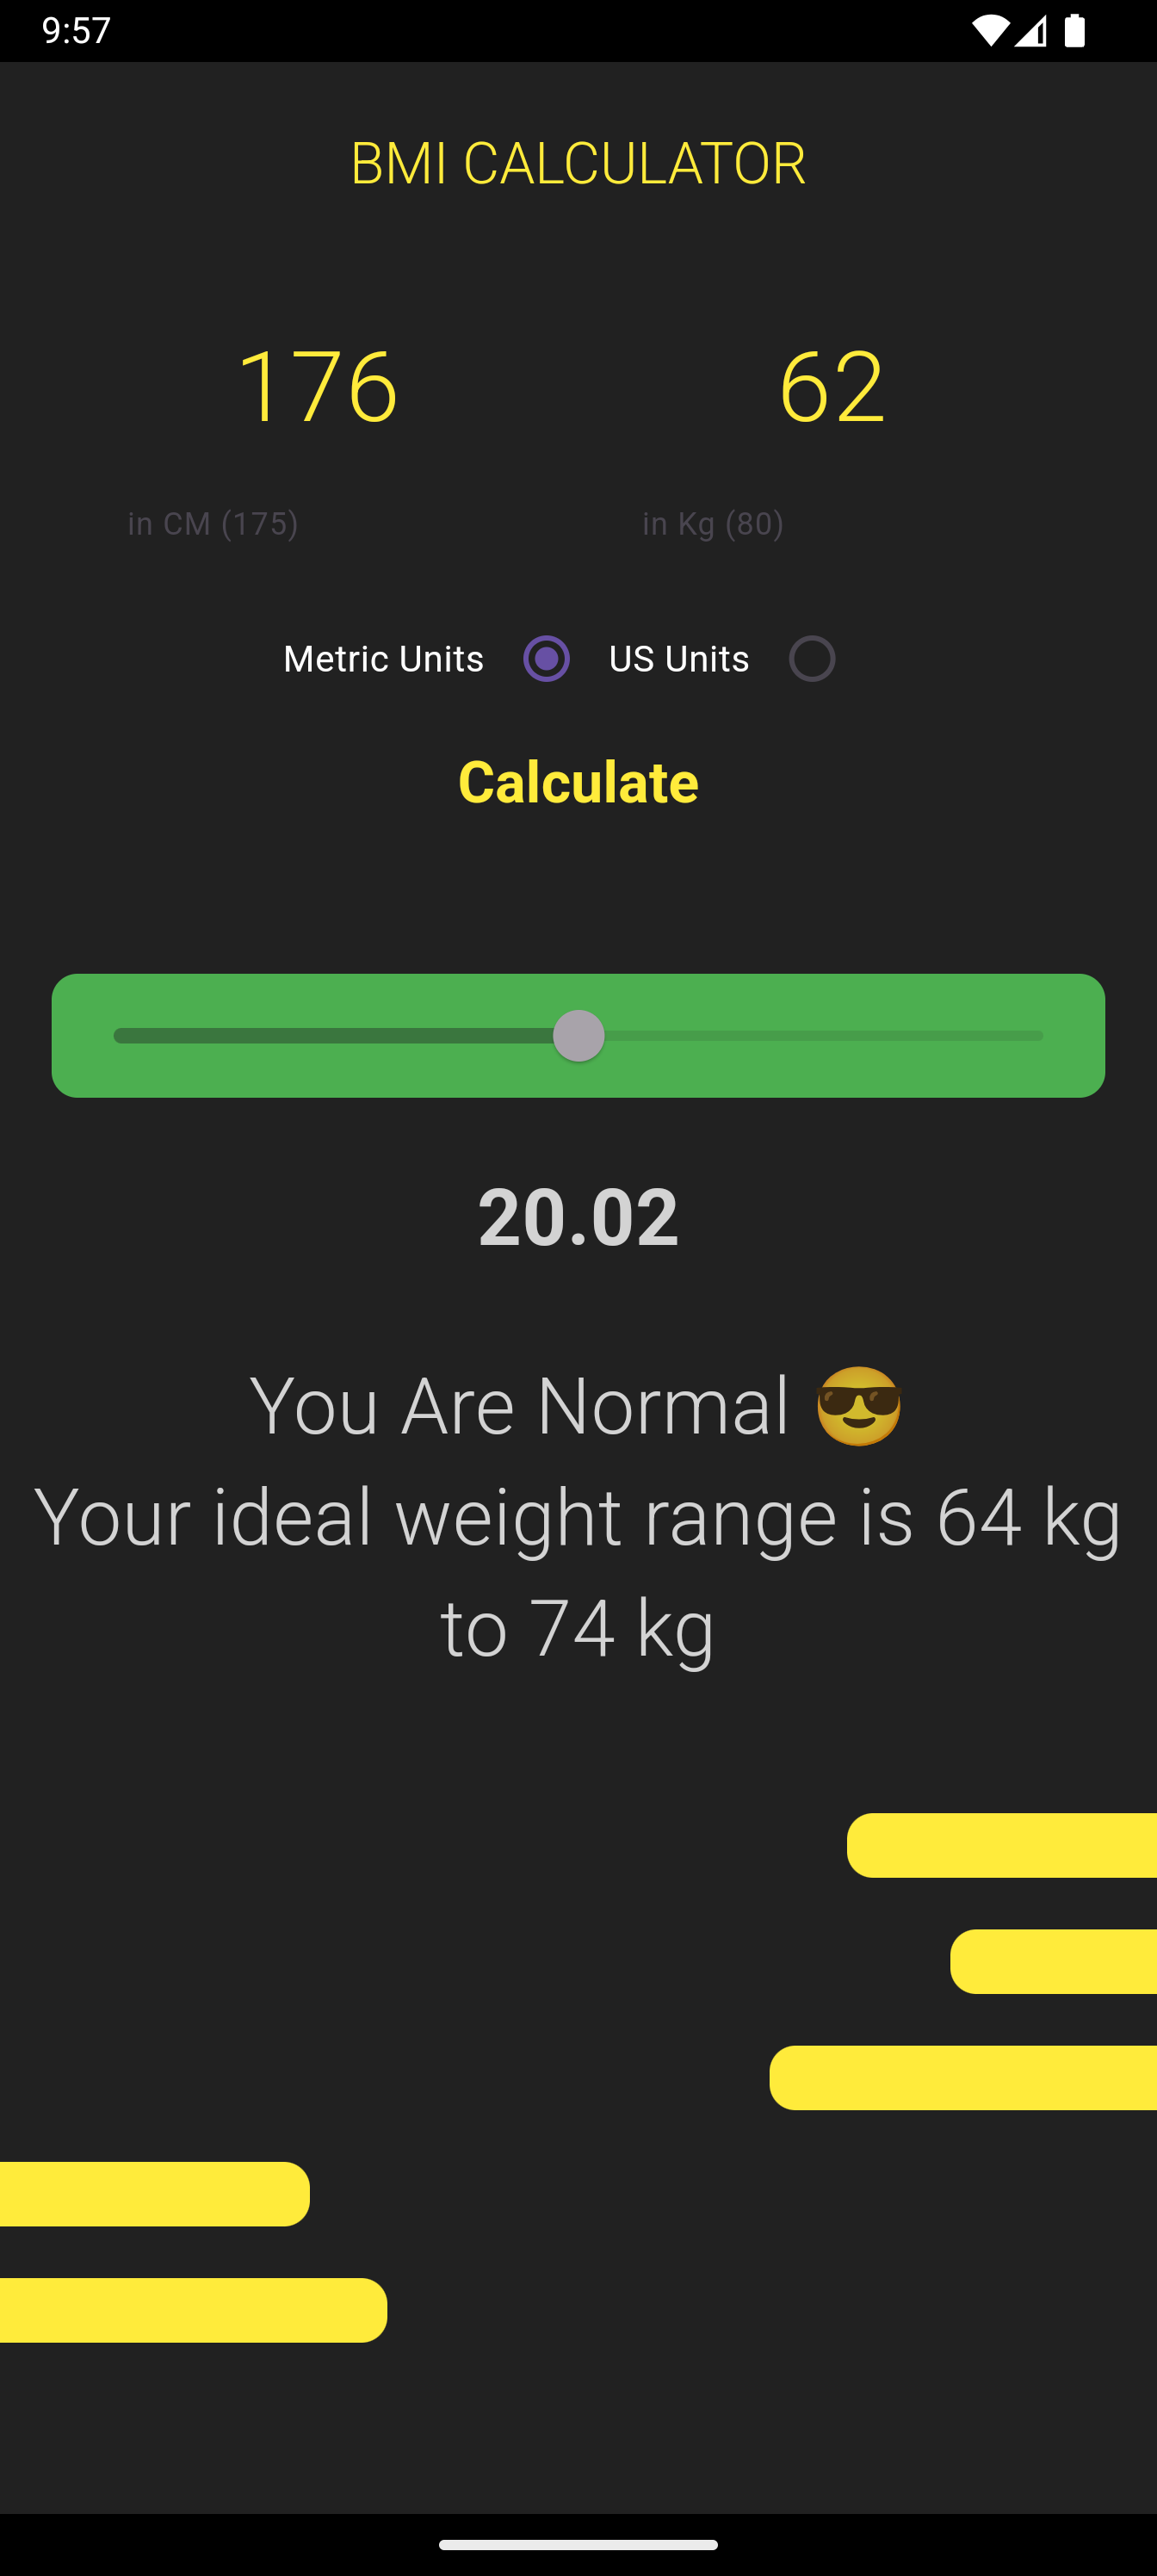 9:57
BMI CALCULATOR
176 62
in CM (175) in Kg (80)
Metric Units US Units
Calculate
20.02
You Are Normal 😎
Your ideal weight range is 64 kg
to 74 kg